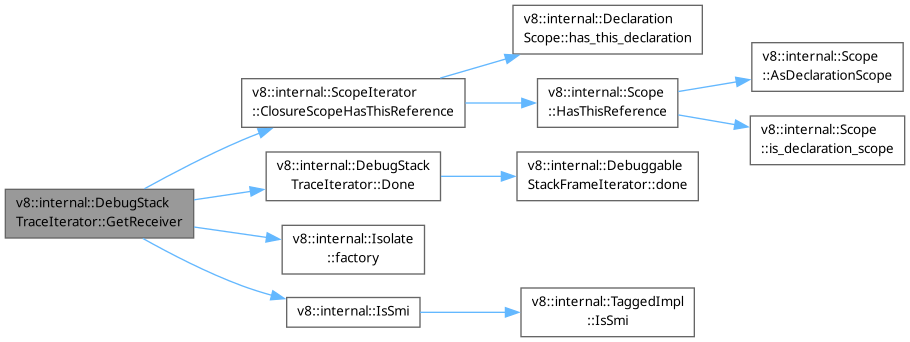 v8::internal::DebugStack
TraceIterator::GetReceiver
v8::internal::ScopeIterator
::ClosureScopeHasThisReference
v8::internal::Declaration
Scope::has_this_declaration
v8::internal::Scope
::HasThisReference
v8::internal::Scope
::AsDeclarationScope
v8::internal::Scope
::is_declaration_scope
v8::internal::DebugStack
TraceIterator::Done
v8::internal::Debuggable
StackFrameIterator::done
v8::internal::Isolate
::factory
v8::internal::IsSmi
v8::internal::TaggedImpl
::IsSmi